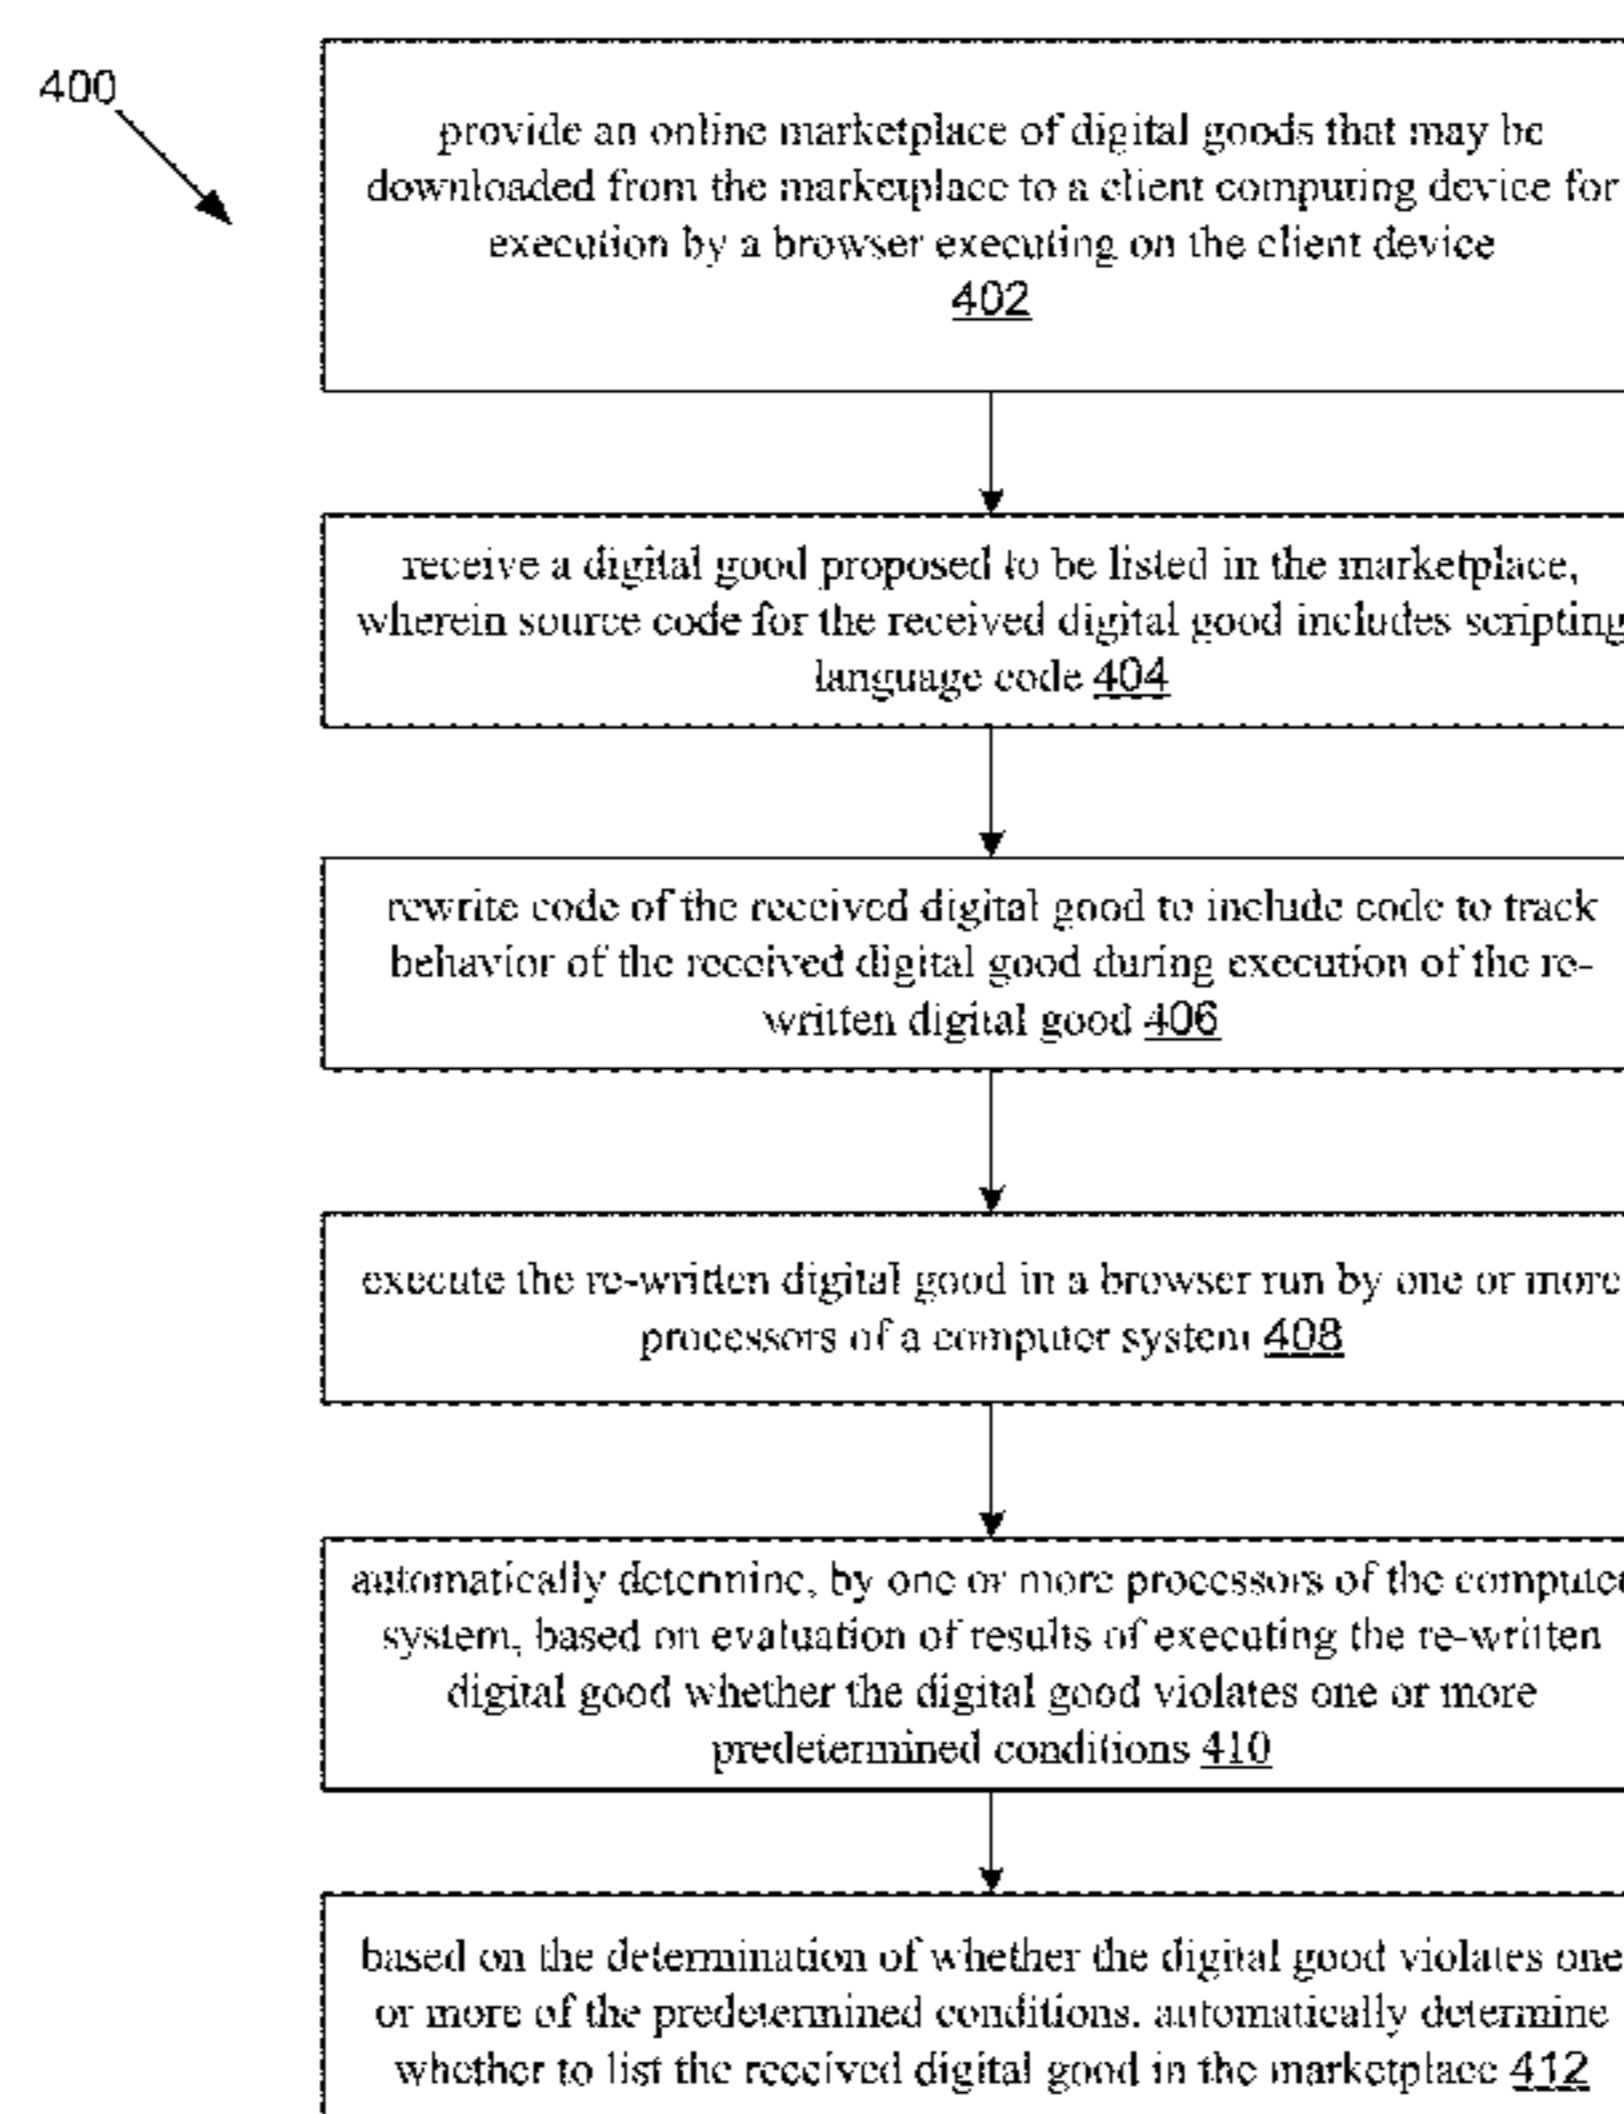 400
provide an online marketplace of digital goods that may be
downloaded from the marketplace to a client computing device for
execution by a browser executing on the client device
402
receive a digital good proposed to be listed in the marketplace,
wherein source code for the received digital good includes scripting
language code 404
rewrite code of the received digital good to include code to track
behavior of the received digital good during execution of the re-
written digital good 406
execute the re-written digital good in a browser run by one or more
processors of a computer system 408
automatically determine, by one or more processors of the computer
system, based on evaluation of results of executing the re-written
digital good whether the digital good violates one or more
predetermined conditions 410
based on the determination of whether the digital good violates one
or more of the predetermined conditions. automatically determine
whether to list the received digital good in the marketplace 412